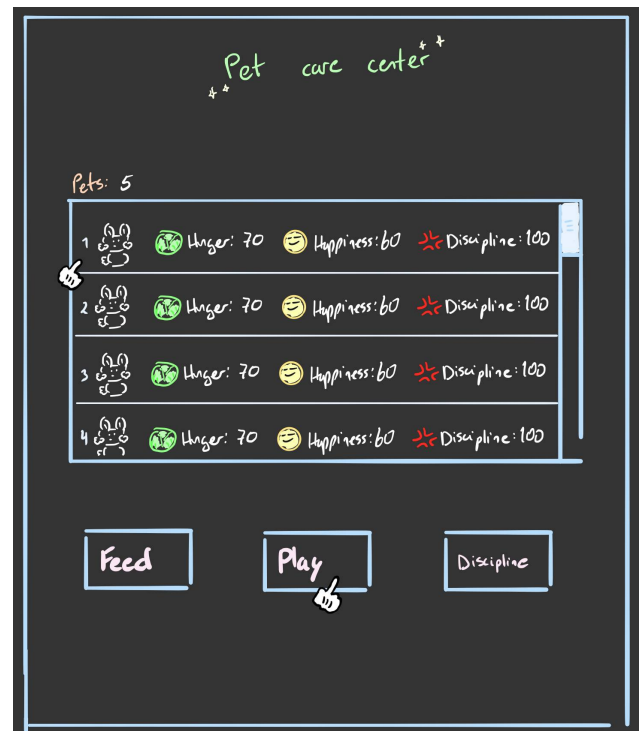 Pet care center
Pets: 5
1 Hunger: 70 Happiness: 60 Discipline: 100
2 Hunger: 70 Happiness: 60 Discipline: 100
3 Hunger: 70 Happiness: 60 Discipline: 100
4 Hunger: 70 Happiness: 60 Discipline: 100
Feed Play Discipline